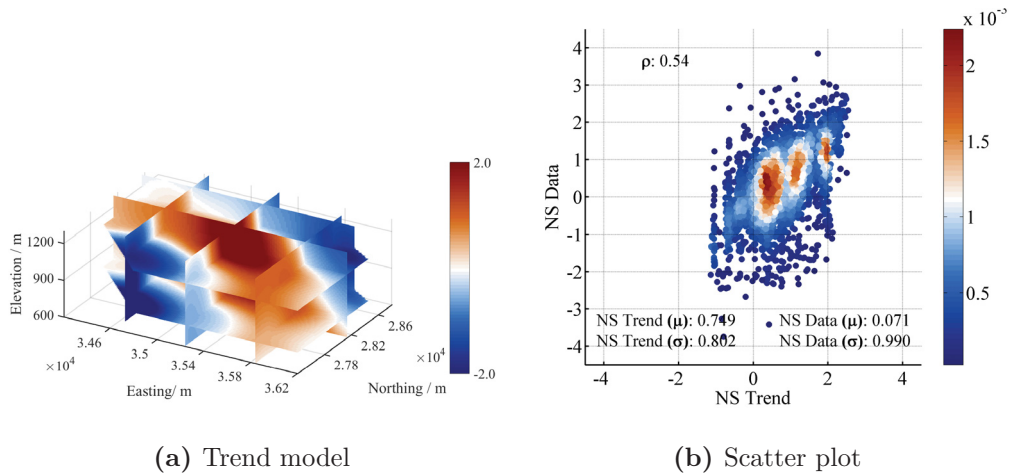 2.0
-2.0
Elevation / m
1200
900
600
×10⁴
3.46
3.5
3.54
3.58
3.62
Easting/ m
2.78
2.82
2.86
×10⁴
Northing / m
(a) Trend model
ρ: 0.54
NS Data
4
3
2
1
0
-1
-2
-3
-4
NS Trend (μ): 0.749
NS Trend (σ): 0.802
NS Data (μ): 0.071
NS Data (σ): 0.990
-4
-2
0
2
4
NS Trend
2
1.5
1
0.5
(b) Scatter plot